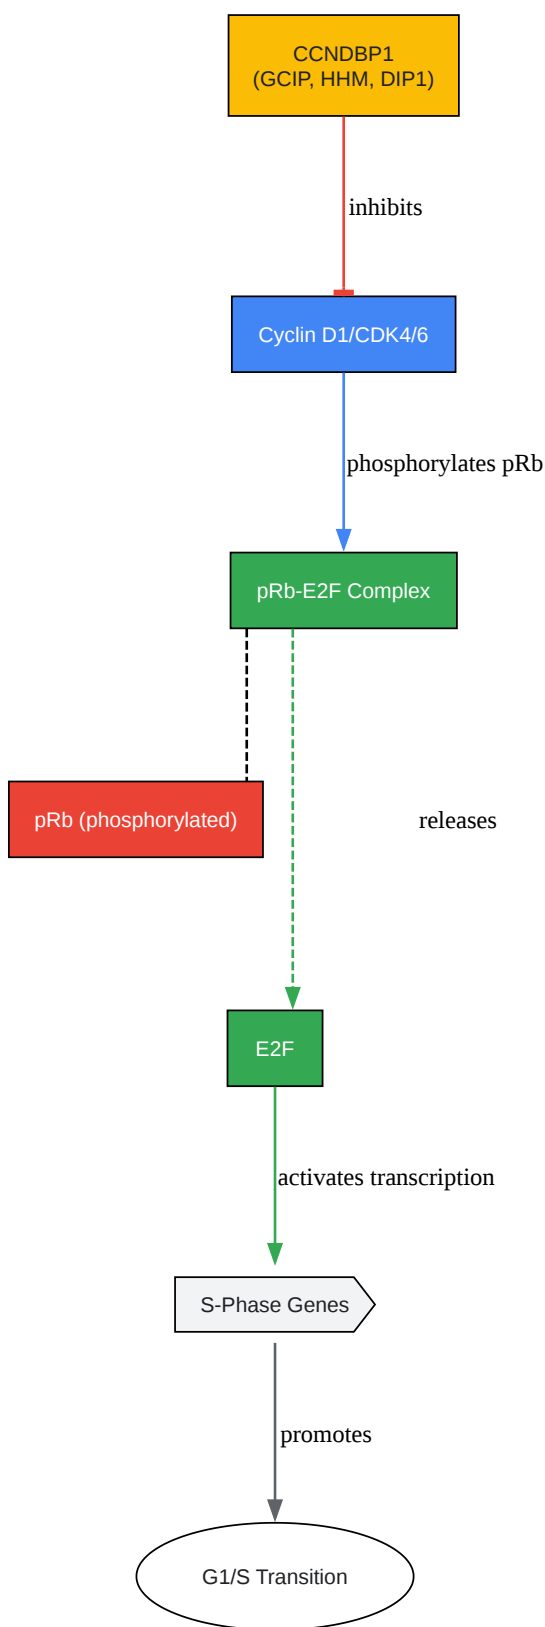 CCNDBP1
(GCIP, HHM, DIP1)
inhibits
Cyclin D1/CDK4/6
phosphorylates pRb
pRb-E2F Complex
pRb (phosphorylated)
releases
E2F
activates transcription
S-Phase Genes
promotes
G1/S Transition